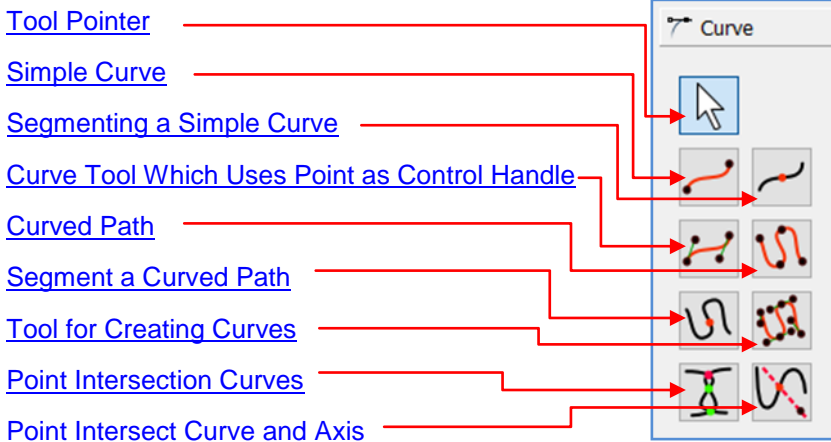 Tool Pointer
Curve
Simple Curve
Segmenting a Simple Curve
Curve Tool Which Uses Point as Control Handle
Curved Path
Segment a Curved Path
Tool for Creating Curves
Point Intersection Curves
Point Intersect Curve and Axis